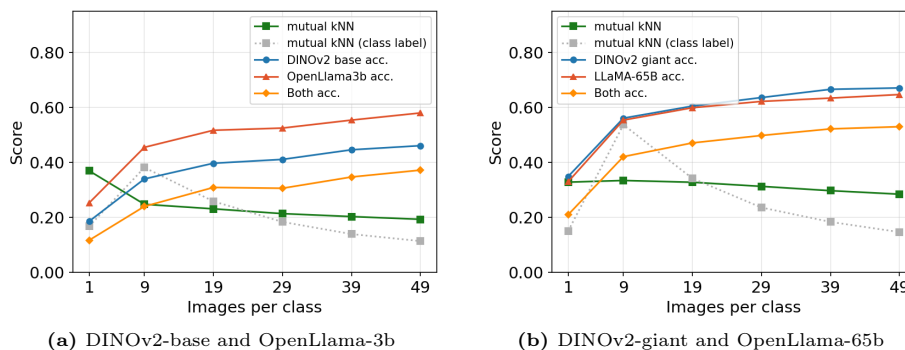 mutual kNN
mutual kNN (class label)
DINOv2 base acc.
OpenLlama3b acc.
Both acc.
0.80
0.60
0.40
0.20
0.00
Score
1 9 19 29 39 49
Images per class
(a) DINOv2-base and OpenLlama-3b
mutual kNN
mutual kNN (class label)
DINOv2 giant acc.
LLaMA-65B acc.
Both acc.
0.80
0.60
0.40
0.20
0.00
Score
1 9 19 29 39 49
Images per class
(b) DINOv2-giant and OpenLlama-65b